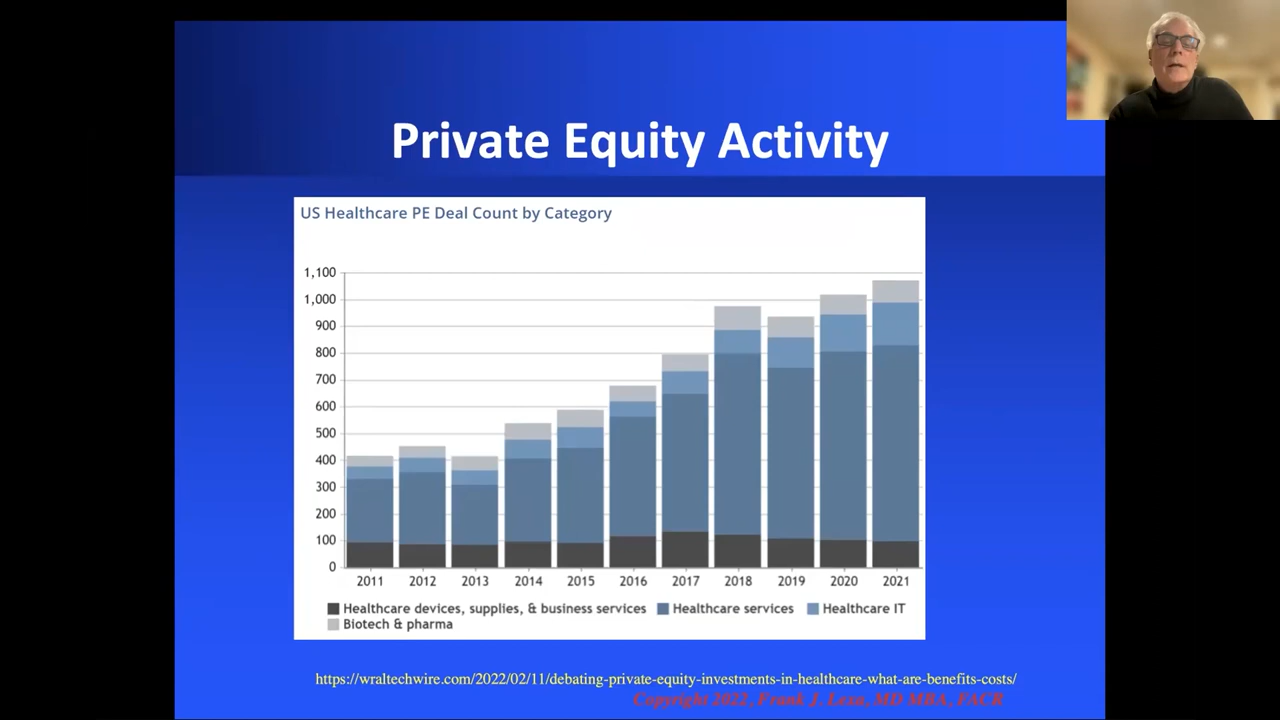 Private Equity Activity
US Healthcare PE Deal Count by Category
1,100
1,000
900
800
700
600
500
400
300
200
100
0
2011 2012 2013 2014 2015 2016 2017 2018 2019 2020 2021
Healthcare devices, supplies, & business services Healthcare services Healthcare IT
Biotech & pharma
https://wraltechwire.com/2022/02/11/debating-private-equity-investments-in-healthcare-what-are-benefits-costs/
Copyright 2022, Frank J. Lexa, MD MBA, FACR